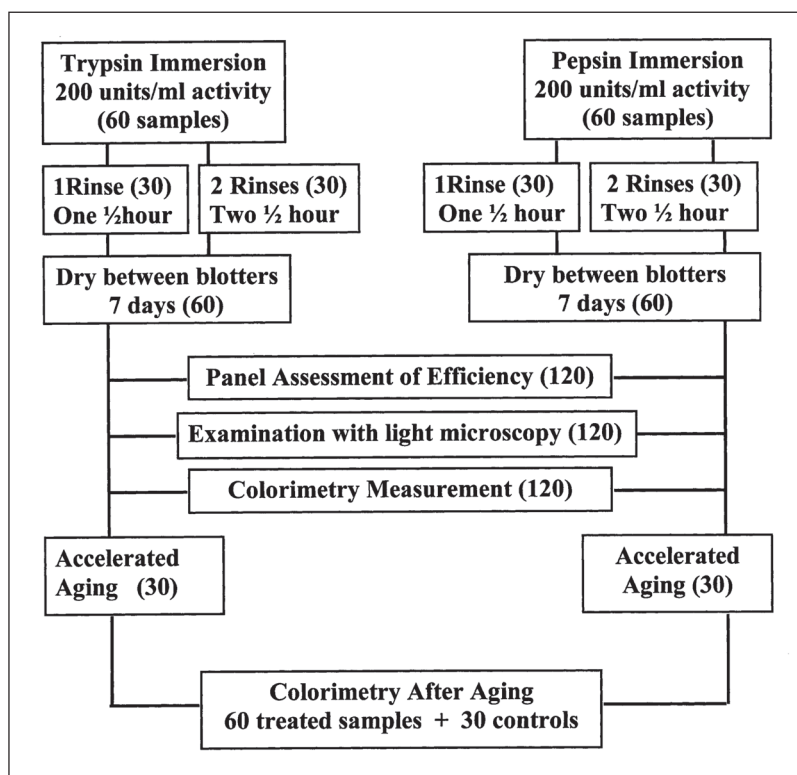 Trypsin Immersion
200 units/ml activity
(60 samples)
Pepsin Immersion
200 units/ml activity
(60 samples)
1Rinse (30)
One ½hour
2 Rinses (30)
Two ½ hour
1Rinse (30)
One ½ hour
2 Rinses (30)
Two ½ hour
Dry between blotters
7 days (60)
Dry between blotters
7 days (60)
Panel Assessment of Efficiency (120)
Examination with light microscopy (120)
Colorimetry Measurement (120)
Accelerated
Aging (30)
Accelerated
Aging (30)
Colorimetry After Aging
60 treated samples + 30 controls